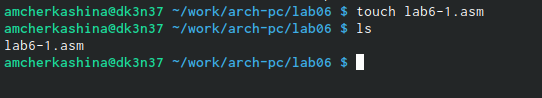 amcherkashina@dk3n37 ~/work/arch-pc/lab06 $ touch lab6-1.asm
amcherkashina@dk3n37 ~/work/arch-pc/lab06 $ ls
lab6-1.asm
amcherkashina@dk3n37 ~/work/arch-pc/lab06 $